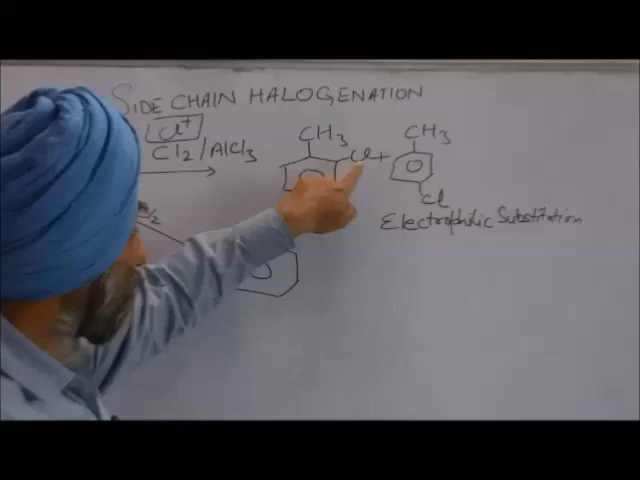 SIDE CHAIN HALOGENATION
Cl+
Cl2/AlCl3
CH3
Cl +
CH3
Cl
Electrophilic Substitution